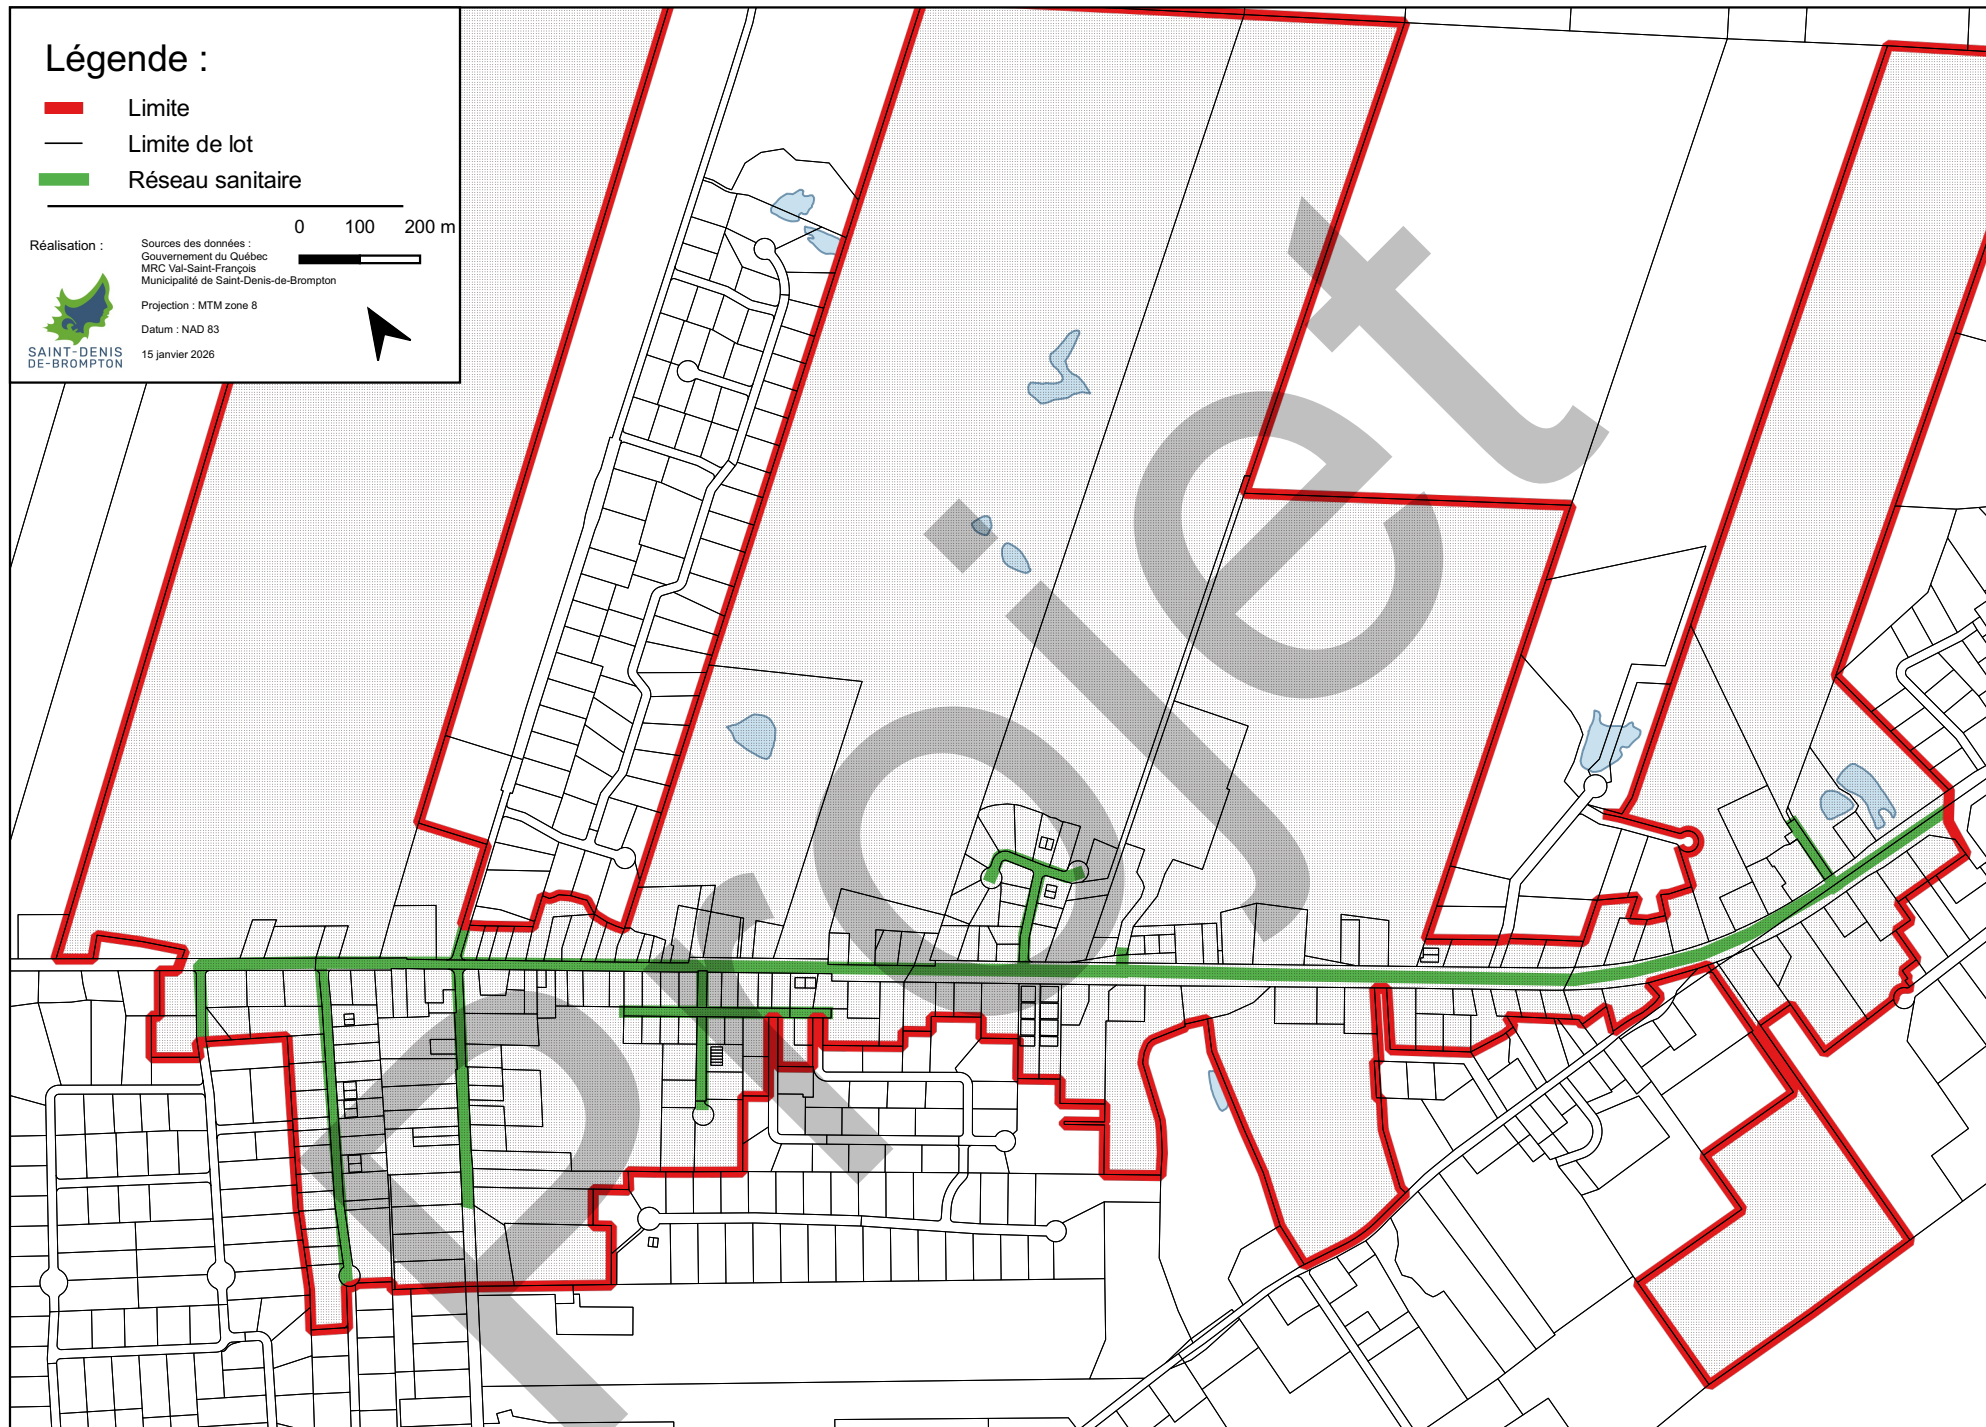 Légende :
Limite
Limite de lot
Réseau sanitaire
0 100 200 m
Réalisation :
Sources des données :
Gouvernement du Québec
MRC Val-Saint-François
Municipalité de Saint-Denis-de-Brompton
Projection : MTM zone 8
Datum : NAD 83
15 janvier 2026
SAINT-DENIS
DE-BROMPTON
Projet